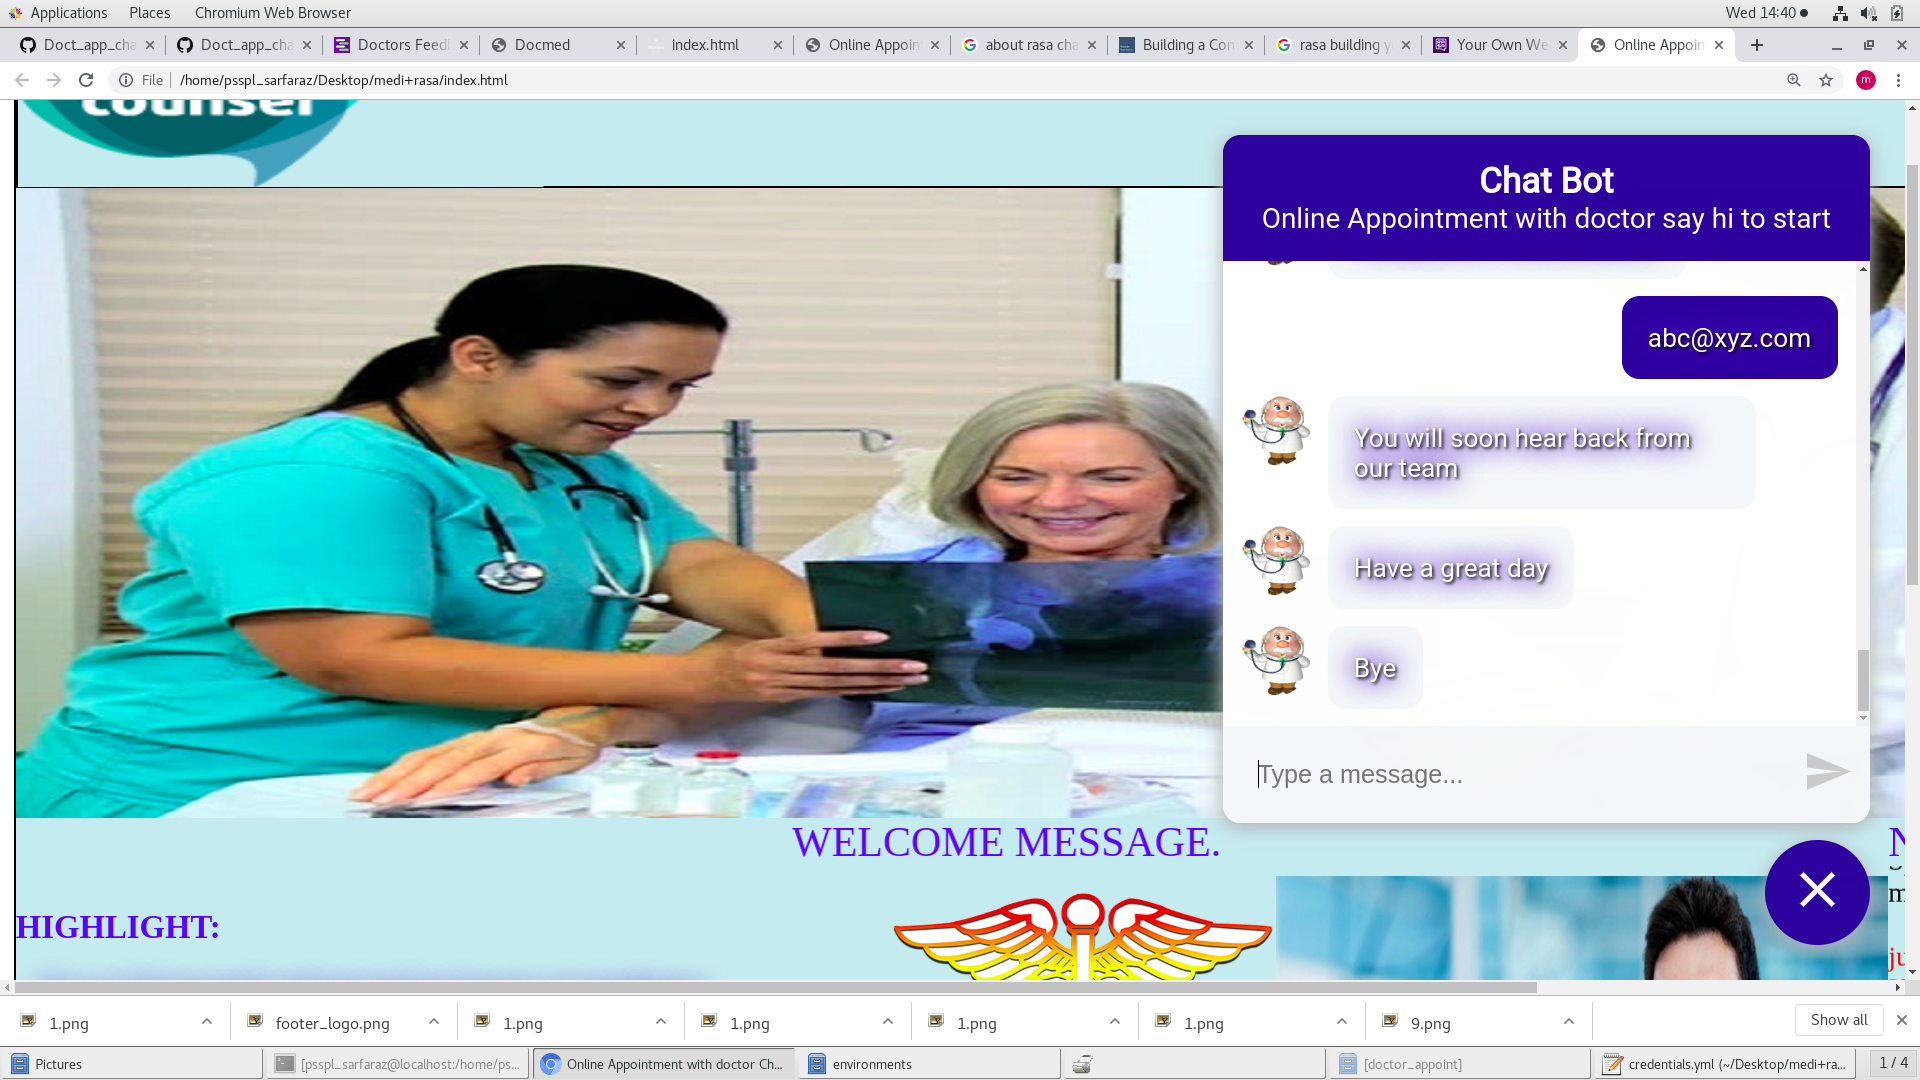 Applications Places Chromium Web Browser Wed 14:40
Doct_app_cha Doct_app_cha Doctors Feedl Docmed index.html Online Appoin about rasa cha Building a Con rasa building y Your Own We Online Appoin
File /home/psspl_sarfaraz/Desktop/medi+rasa/index.html m
counser
Chat Bot
Online Appointment with doctor say hi to start
abc@xyz.com
You will soon hear back from
our team
Have a great day
Bye
Type a message...
WELCOME MESSAGE.
N
m
HIGHLIGHT:
ju
1.png footer_logo.png 1.png 1.png 1.png 1.png 9.png Show all
Pictures [psspl_sarfaraz@localhost:/home/ps... Online Appointment with doctor Ch... environments [doctor_appoint] credentials.yml (~/Desktop/medi+ra... 1 / 4